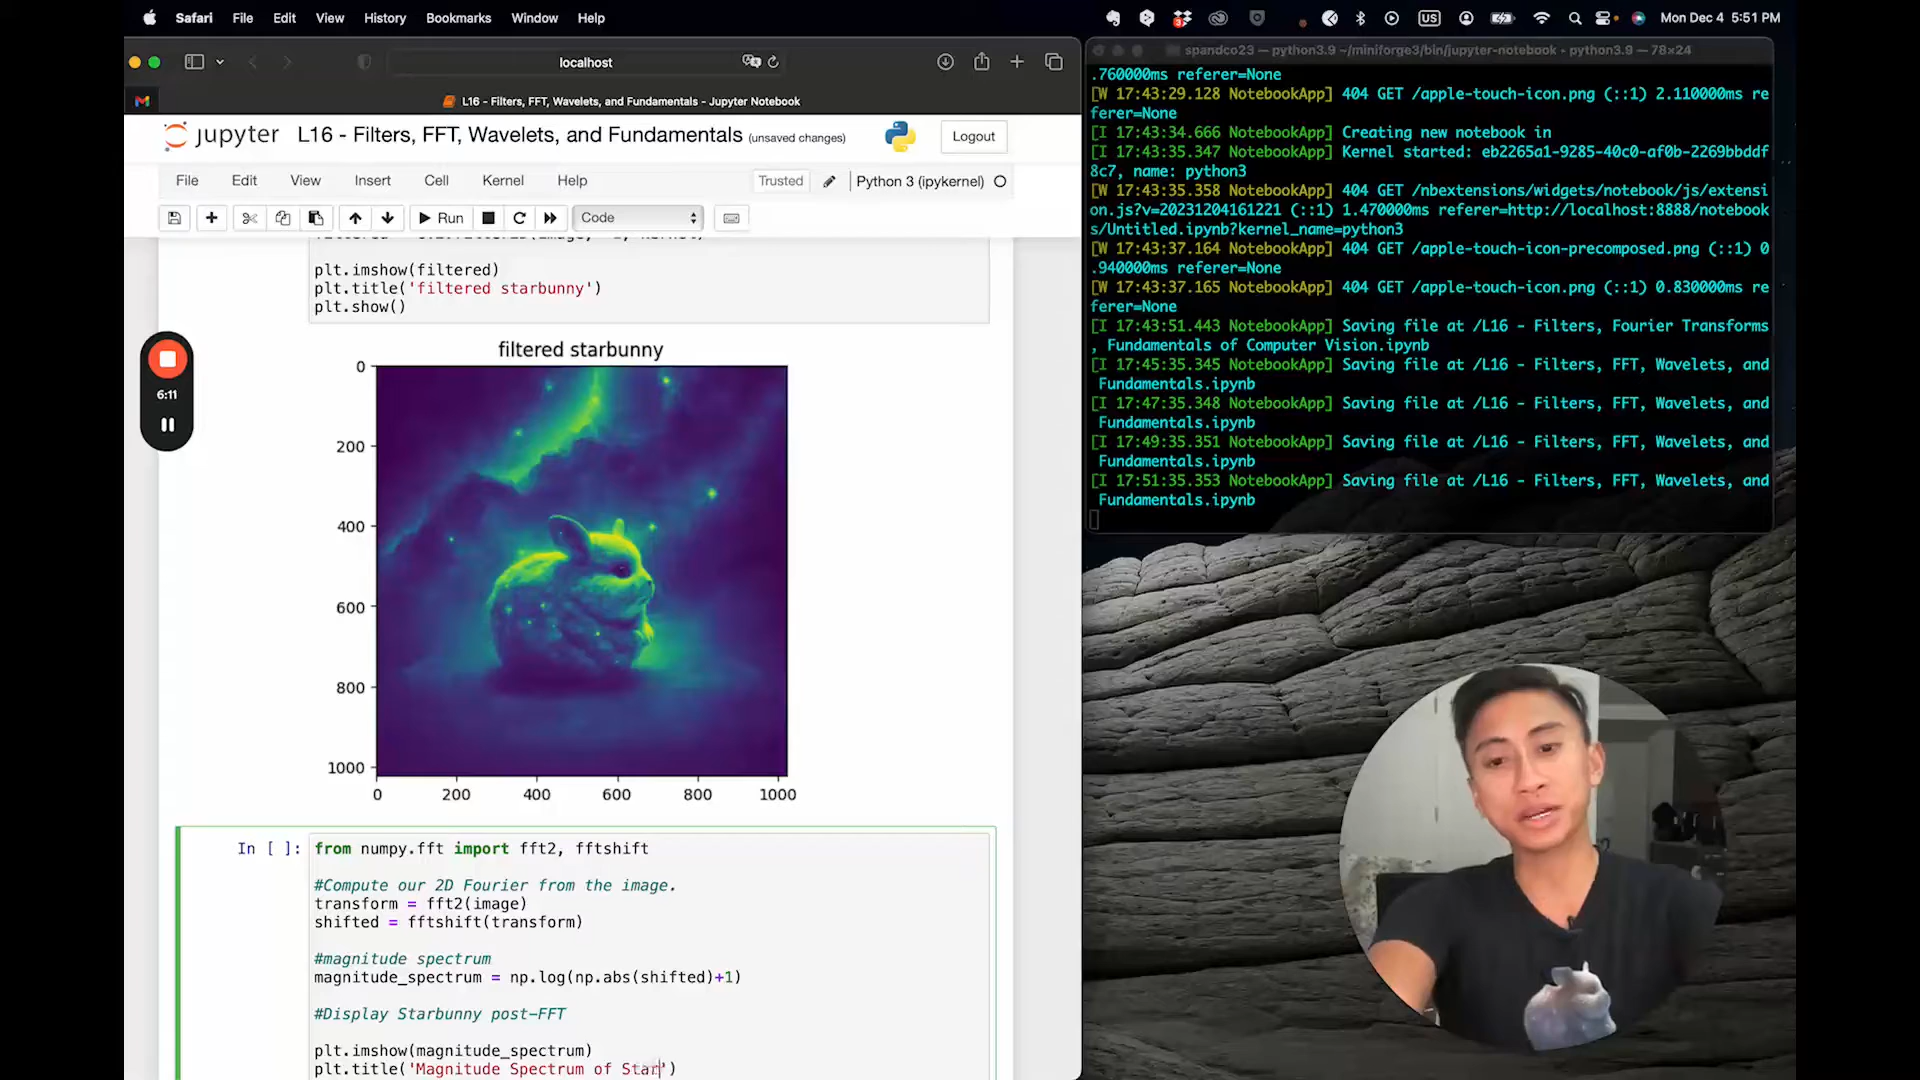 Safari File Edit View History Bookmarks Window Help
3
US
Mon Dec 4 5:51 PM
localhost
L16 - Filters, FFT, Wavelets, and Fundamentals - Jupyter Notebook
jupyter L16 - Filters, FFT, Wavelets, and Fundamentals (unsaved changes)
Logout
File Edit View Insert Cell Kernel Help
Trusted
Python 3 (ipykernel)
Run
Code
plt.imshow(filtered)
plt.title('filtered starbunny')
plt.show()
6:11
filtered starbunny
0
200
400
600
800
1000
0 200 400 600 800 1000
In [ ]: from numpy.fft import fft2, fftshift
#Compute our 2D Fourier from the image.
transform = fft2(image)
shifted = fftshift(transform)
#magnitude spectrum
magnitude_spectrum = np.log(np.abs(shifted)+1)
#Display Starbunny post-FFT
plt.imshow(magnitude_spectrum)
plt.title('Magnitude Spectrum of Star')
spandco23 — python3.9 ~/miniforge3/bin/jupyter-notebook • python3.9 — 78×24
.760000ms referer=None
[W 17:43:29.128 NotebookApp] 404 GET /apple-touch-icon.png (::1) 2.110000ms re
ferer=None
[I 17:43:34.666 NotebookApp] Creating new notebook in
[I 17:43:35.347 NotebookApp] Kernel started: eb2265a1-9285-40c0-af0b-2269bbddf
8c7, name: python3
[W 17:43:35.358 NotebookApp] 404 GET /nbextensions/widgets/notebook/js/extensi
on.js?v=20231204161221 (::1) 1.470000ms referer=http://localhost:8888/notebook
s/Untitled.ipynb?kernel_name=python3
[W 17:43:37.164 NotebookApp] 404 GET /apple-touch-icon-precomposed.png (::1) 0
.940000ms referer=None
[W 17:43:37.165 NotebookApp] 404 GET /apple-touch-icon.png (::1) 0.830000ms re
ferer=None
[I 17:43:51.443 NotebookApp] Saving file at /L16 - Filters, Fourier Transforms
, Fundamentals of Computer Vision.ipynb
[I 17:45:35.345 NotebookApp] Saving file at /L16 - Filters, FFT, Wavelets, and
Fundamentals.ipynb
[I 17:47:35.348 NotebookApp] Saving file at /L16 - Filters, FFT, Wavelets, and
Fundamentals.ipynb
[I 17:49:35.351 NotebookApp] Saving file at /L16 - Filters, FFT, Wavelets, and
Fundamentals.ipynb
[I 17:51:35.353 NotebookApp] Saving file at /L16 - Filters, FFT, Wavelets, and
Fundamentals.ipynb